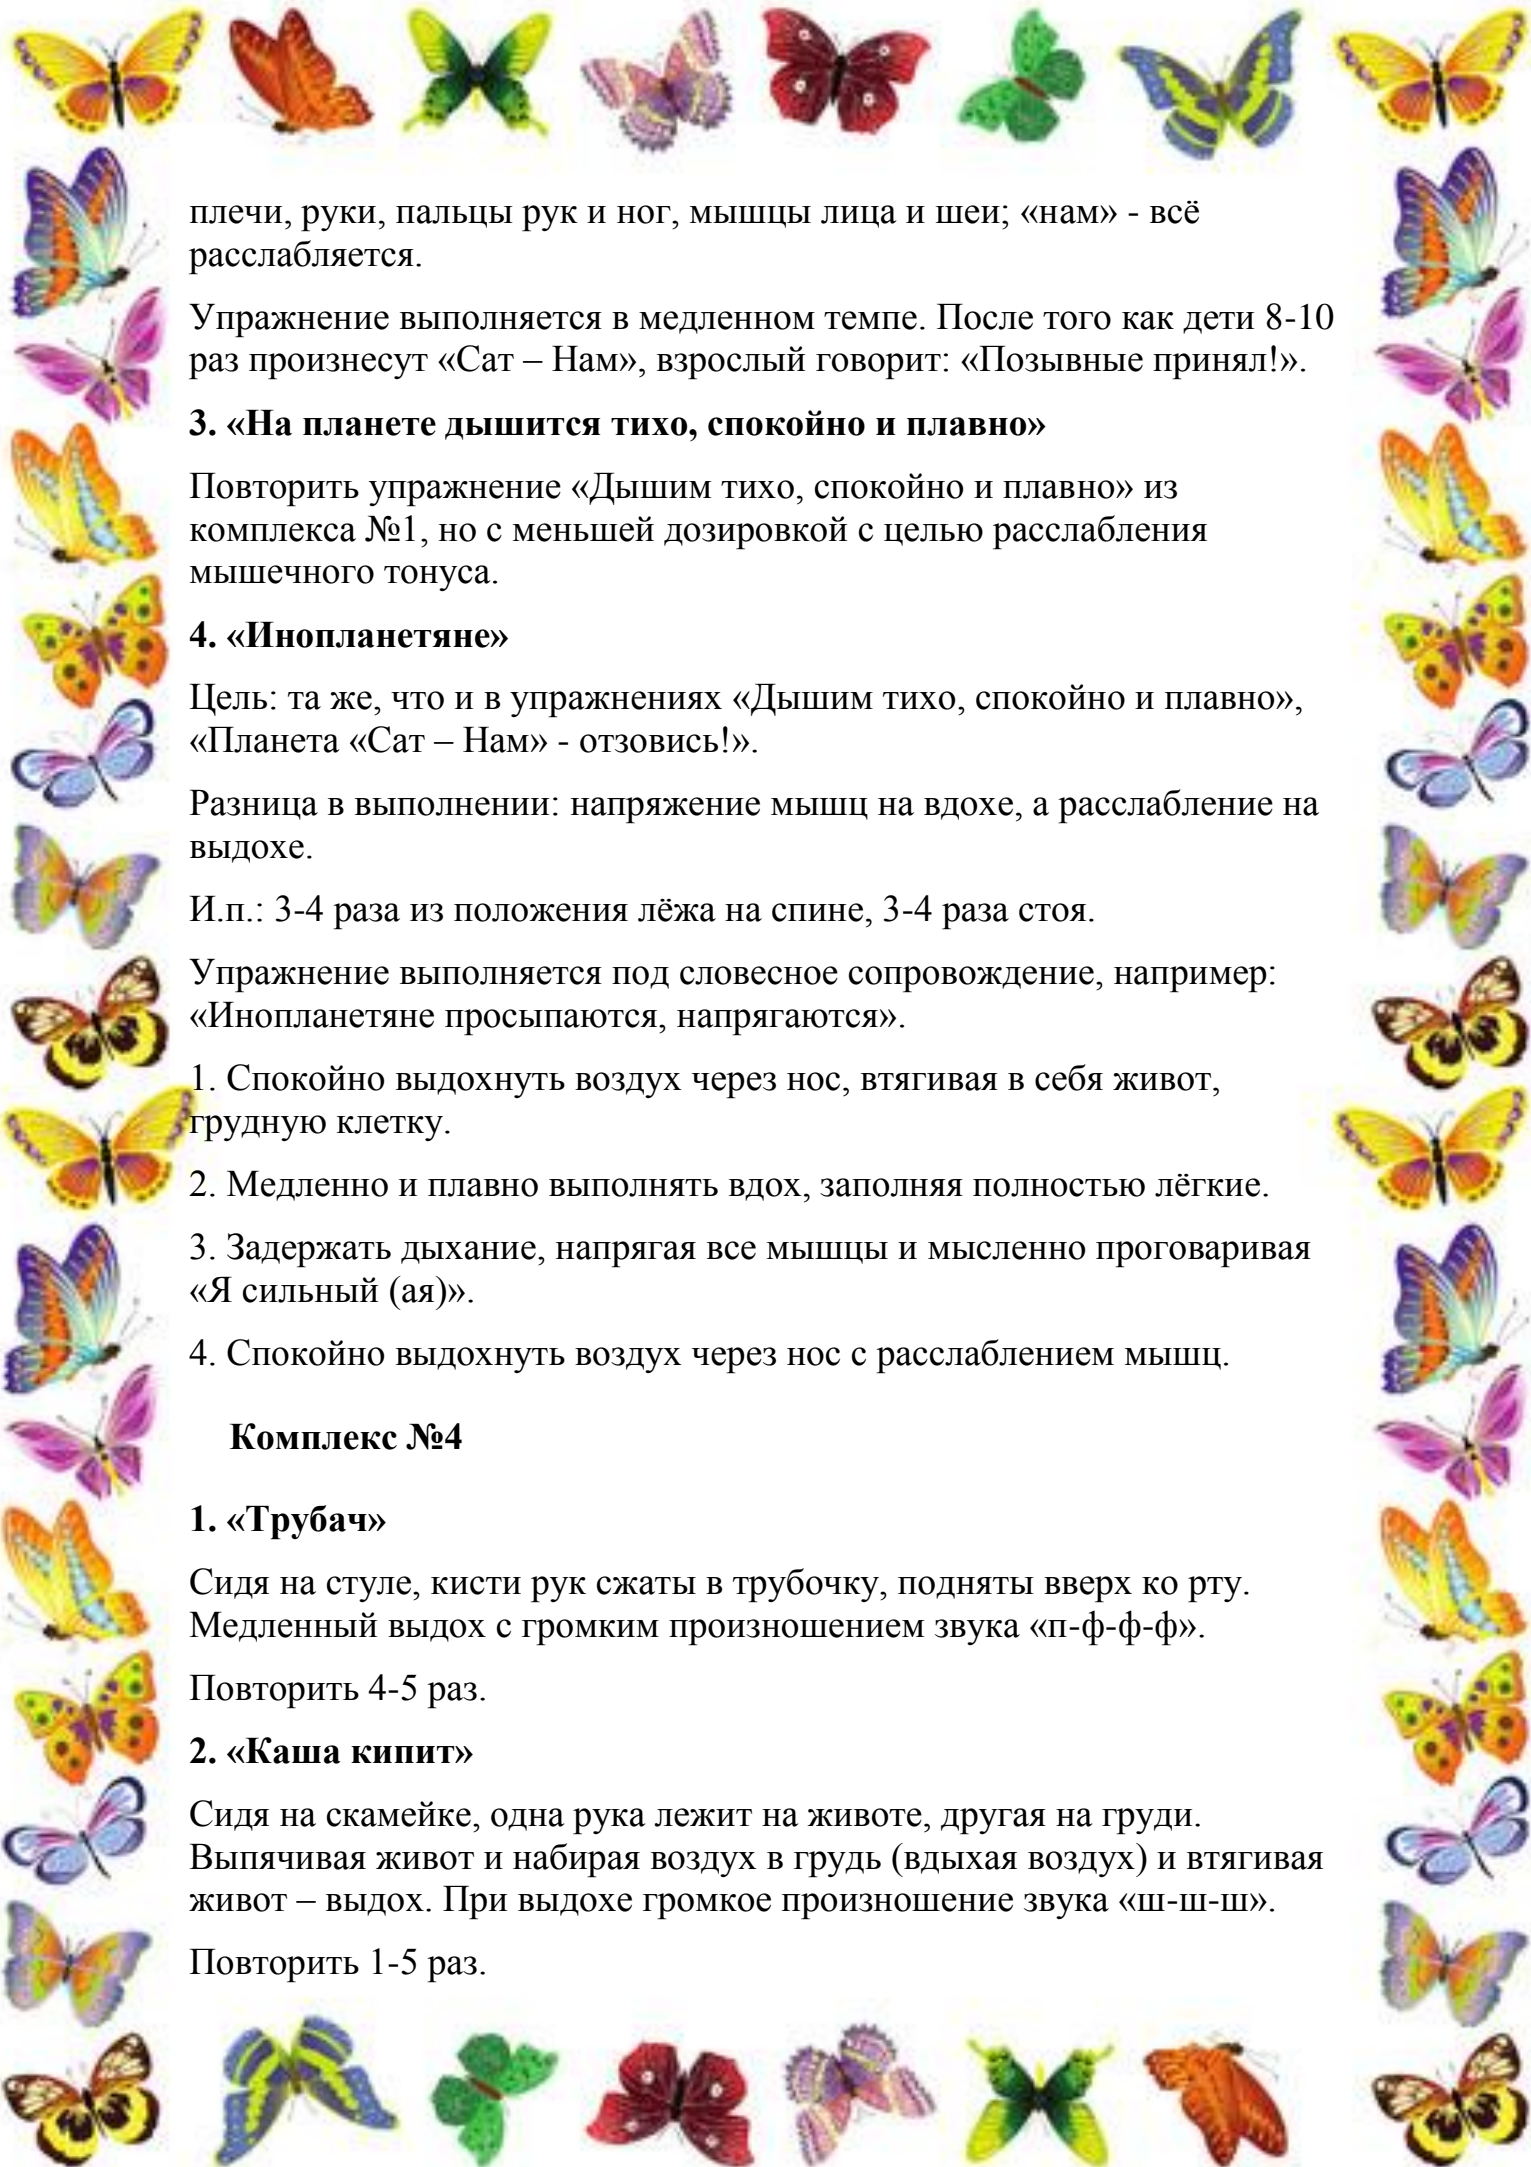 плечи, руки, пальцы рук и ног, мышцы лица и шеи; «нам» - всё
расслабляется.
Упражнение выполняется в медленном темпе. После того как дети 8-10
раз произнесут «Сат – Нам», взрослый говорит: «Позывные принял!».
3. «На планете дышится тихо, спокойно и плавно»
Повторить упражнение «Дышим тихо, спокойно и плавно» из
комплекса №1, но с меньшей дозировкой с целью расслабления
мышечного тонуса.
4. «Инопланетяне»
Цель: та же, что и в упражнениях «Дышим тихо, спокойно и плавно»,
«Планета «Сат – Нам» - отзовись!».
Разница в выполнении: напряжение мышц на вдохе, а расслабление на
выдохе.
И.п.: 3-4 раза из положения лёжа на спине, 3-4 раза стоя.
Упражнение выполняется под словесное сопровождение, например:
«Инопланетяне просыпаются, напрягаются».
1. Спокойно выдохнуть воздух через нос, втягивая в себя живот,
грудную клетку.
2. Медленно и плавно выполнять вдох, заполняя полностью лёгкие.
3. Задержать дыхание, напрягая все мышцы и мысленно проговаривая
«Я сильный (ая)».
4. Спокойно выдохнуть воздух через нос с расслаблением мышц.
Комплекс №4
1. «Трубач»
Сидя на стуле, кисти рук сжаты в трубочку, подняты вверх ко рту.
Медленный выдох с громким произношением звука «п-ф-ф-ф».
Повторить 4-5 раз.
2. «Каша кипит»
Сидя на скамейке, одна рука лежит на животе, другая на груди.
Выпячивая живот и набирая воздух в грудь (вдыхая воздух) и втягивая
живот – выдох. При выдохе громкое произношение звука «ш-ш-ш».
Повторить 1-5 раз.